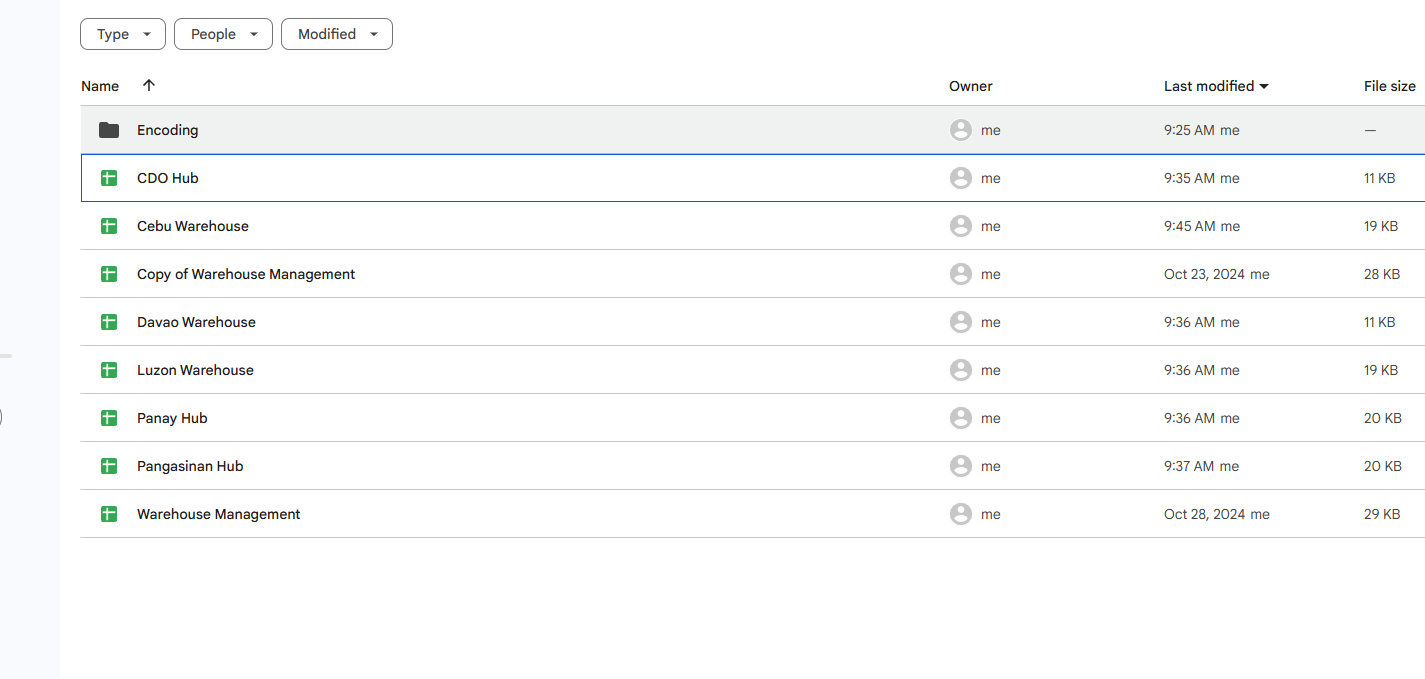 Type People Modified
Name Owner Last modified File size
Encoding me 9:25 AM me —
CDO Hub me 9:35 AM me 11 KB
Cebu Warehouse me 9:45 AM me 19 KB
Copy of Warehouse Management me Oct 23, 2024 me 28 KB
Davao Warehouse me 9:36 AM me 11 KB
Luzon Warehouse me 9:36 AM me 19 KB
Panay Hub me 9:36 AM me 20 KB
Pangasinan Hub me 9:37 AM me 20 KB
Warehouse Management me Oct 28, 2024 me 29 KB